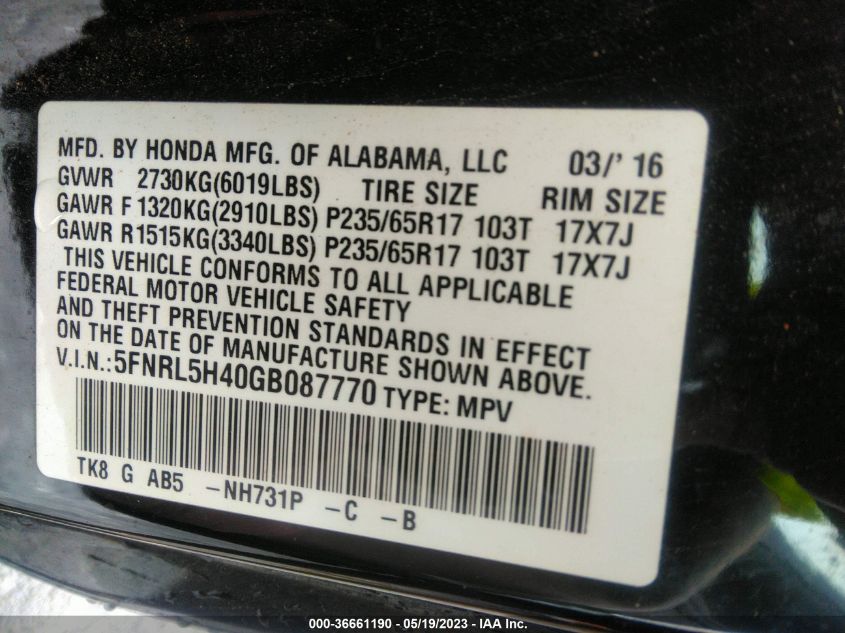 MFD. BY HONDA MFG. OF ALABAMA, LLC 03/' 16
GVWR 2730KG(6019LBS) TIRE SIZE RIM SIZE
GAWR F1320KG(2910LBS) P235/65R17 103T 17X7J
GAWR R1515KG(3340LBS) P235/65R17 103T 17X7J
THIS VEHICLE CONFORMS TO ALL APPLICABLE
FEDERAL MOTOR VEHICLE SAFETY
AND THEFT PREVENTION STANDARDS IN EFFECT
ON THE DATE OF MANUFACTURE SHOWN ABOVE.
V.I.N.:5FNRL5H40GB087770 TYPE: MPV
TK8 G AB5 -NH731P -C -B
000-36661190 - 05/19/2023 - IAAI.COM